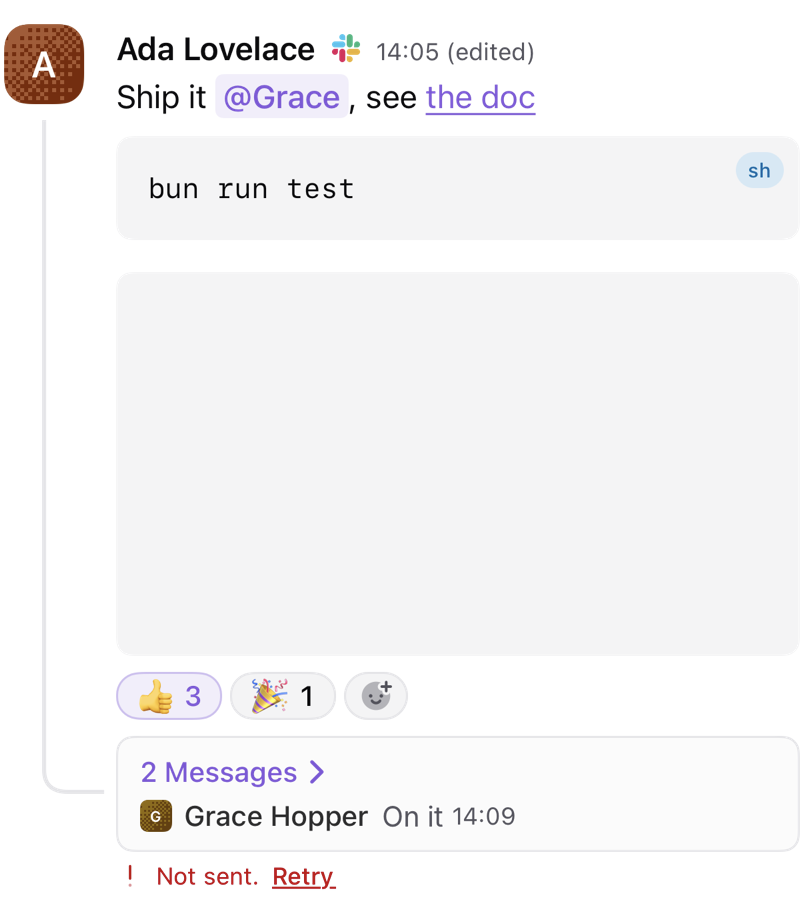 A
Ada Lovelace 14:05 (edited)
Ship it @Grace, see the doc
sh
bun run test
3 1
2 Messages
G Grace Hopper On it 14:09
! Not sent. Retry